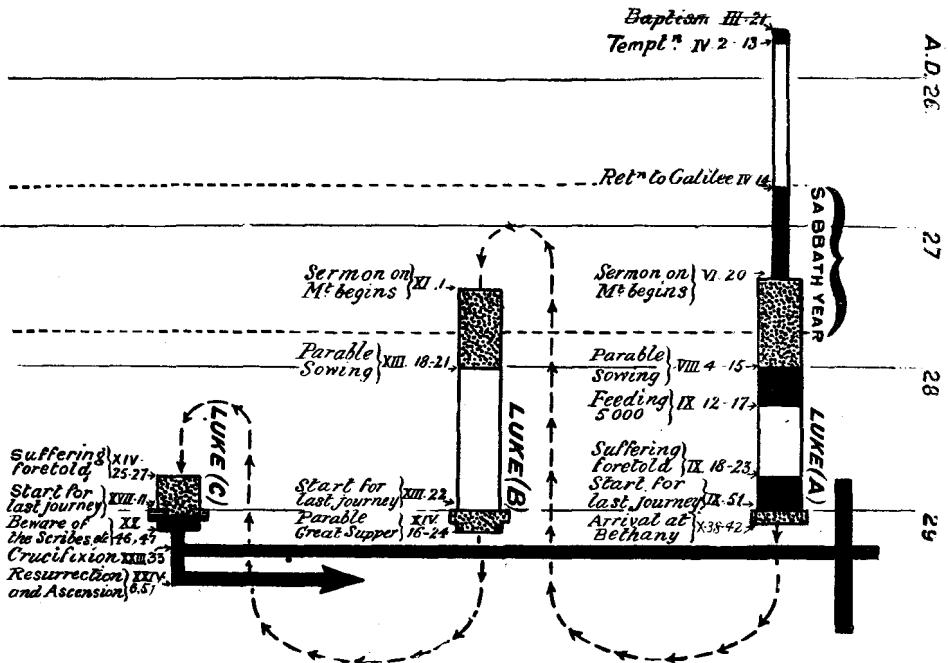 Baptism III·21
Tempt.ⁿ IV 2-13
Ret.ⁿ to Galilee IV 14
Sermon on } VI. 20
M.t begins
Parable } VIII 4-15
Sowing
Feeding } IX 12-17
5000
Suffering } IX. 18-23
foretold
Start for } IX. 51
last journey
Arrival at } X.38-42
Bethany
LUKE (A)
SABBATH YEAR
A.D. 26
27
28
29
Sermon on } XI. 1
M.t begins
Parable } XIII. 18-21
Sowing
Start for } XIII. 22
last journey
Parable } XIV.
Great Supper 16-24
LUKE (B)
Suffering } XIV.
foretold 25-27
Start for } XVIII
last journey
Beware of } XX
the Scribes, 46, 47
Crucifixion XXIII. 33
Resurrection } XXIV.
and Ascension 6.51
LUKE (C)